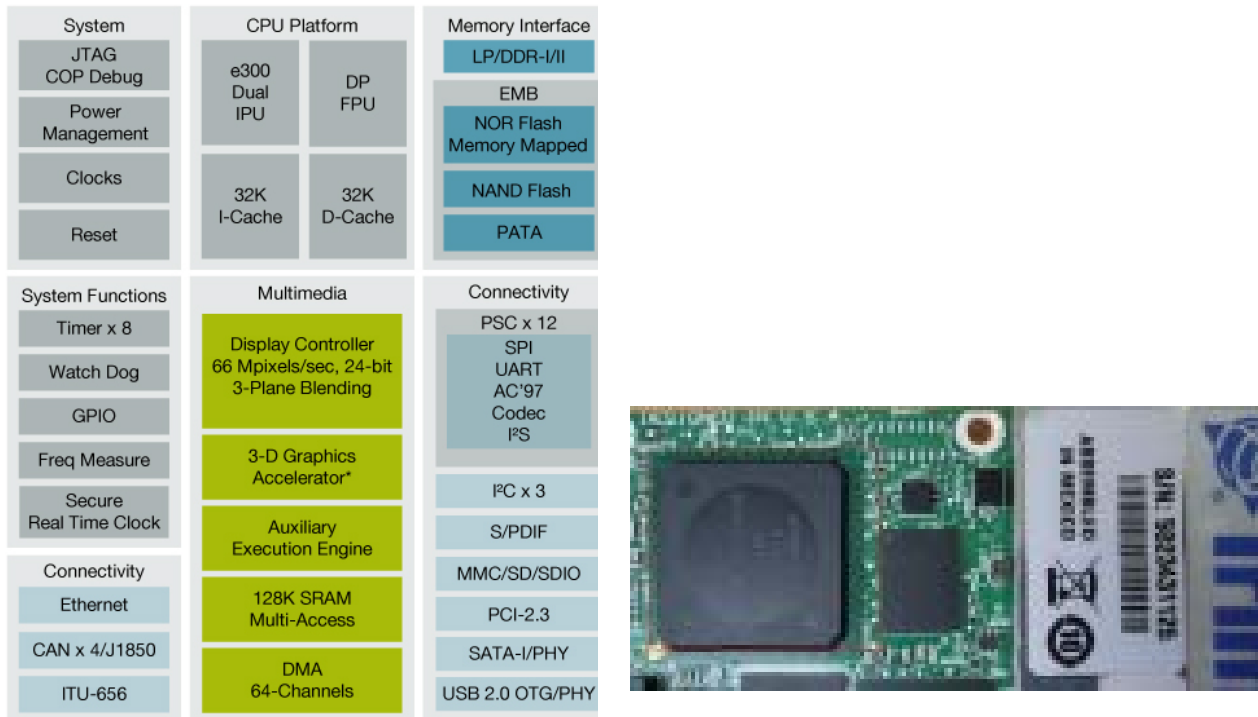 System
JTAG
COP Debug
Power
Management
Clocks
Reset
CPU Platform
e300
Dual
IPU
DP
FPU
32K
I-Cache
32K
D-Cache
Memory Interface
LP/DDR-I/II
EMB
NOR Flash
Memory Mapped
NAND Flash
PATA
System Functions
Timer x 8
Watch Dog
GPIO
Freq Measure
Secure
Real Time Clock
Connectivity
Ethernet
CAN x 4/J1850
ITU-656
Multimedia
Display Controller
66 Mpixels/sec, 24-bit
3-Plane Blending
3-D Graphics
Accelerator*
Auxiliary
Execution Engine
128K SRAM
Multi-Access
DMA
64-Channels
Connectivity
PSC x 12
SPI
UART
AC'97
Codec
I²S
I²C x 3
S/PDIF
MMC/SD/SDIO
PCI-2.3
SATA-I/PHY
USB 2.0 OTG/PHY
ASSEMBLED
IN MEXICO
S/N:
10